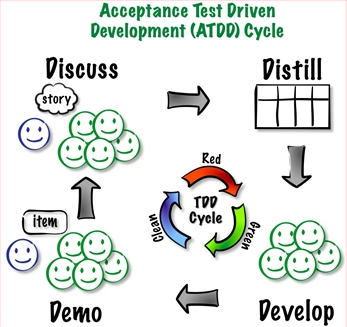 Acceptance Test Driven
Development (ATDD) Cycle
Discuss
Distill
story
Red
TDD
Cycle
Clean
Green
item
Demo
Develop